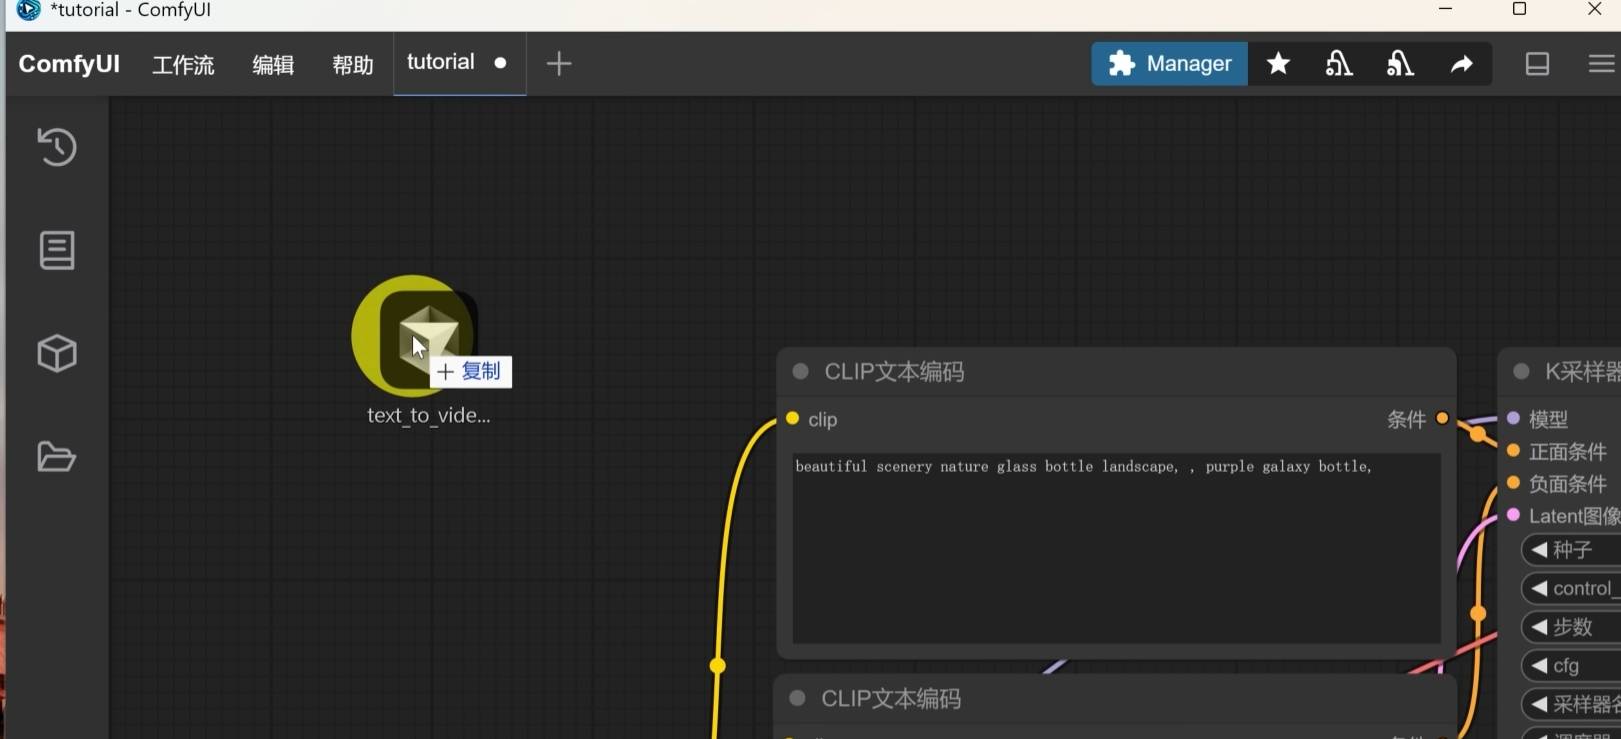 *tutorial - ComfyUI
ComfyUI 工作流 编辑 帮助 tutorial
Manager
+ 复制
text_to_vide...
CLIP文本编码
clip
条件
beautiful scenery nature glass bottle landscape, , purple galaxy bottle,
K采样器
模型
正面条件
负面条件
Latent图像
种子
control_
步数
cfg
采样器名
CLIP文本编码